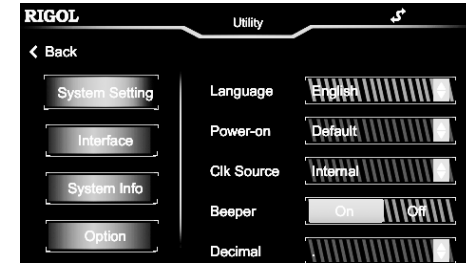 RIGOL
Utility
Back
System Setting
Interface
System Info
Option
Language English
Power-on Default
Clk Source Internal
Beeper On Off
Decimal .